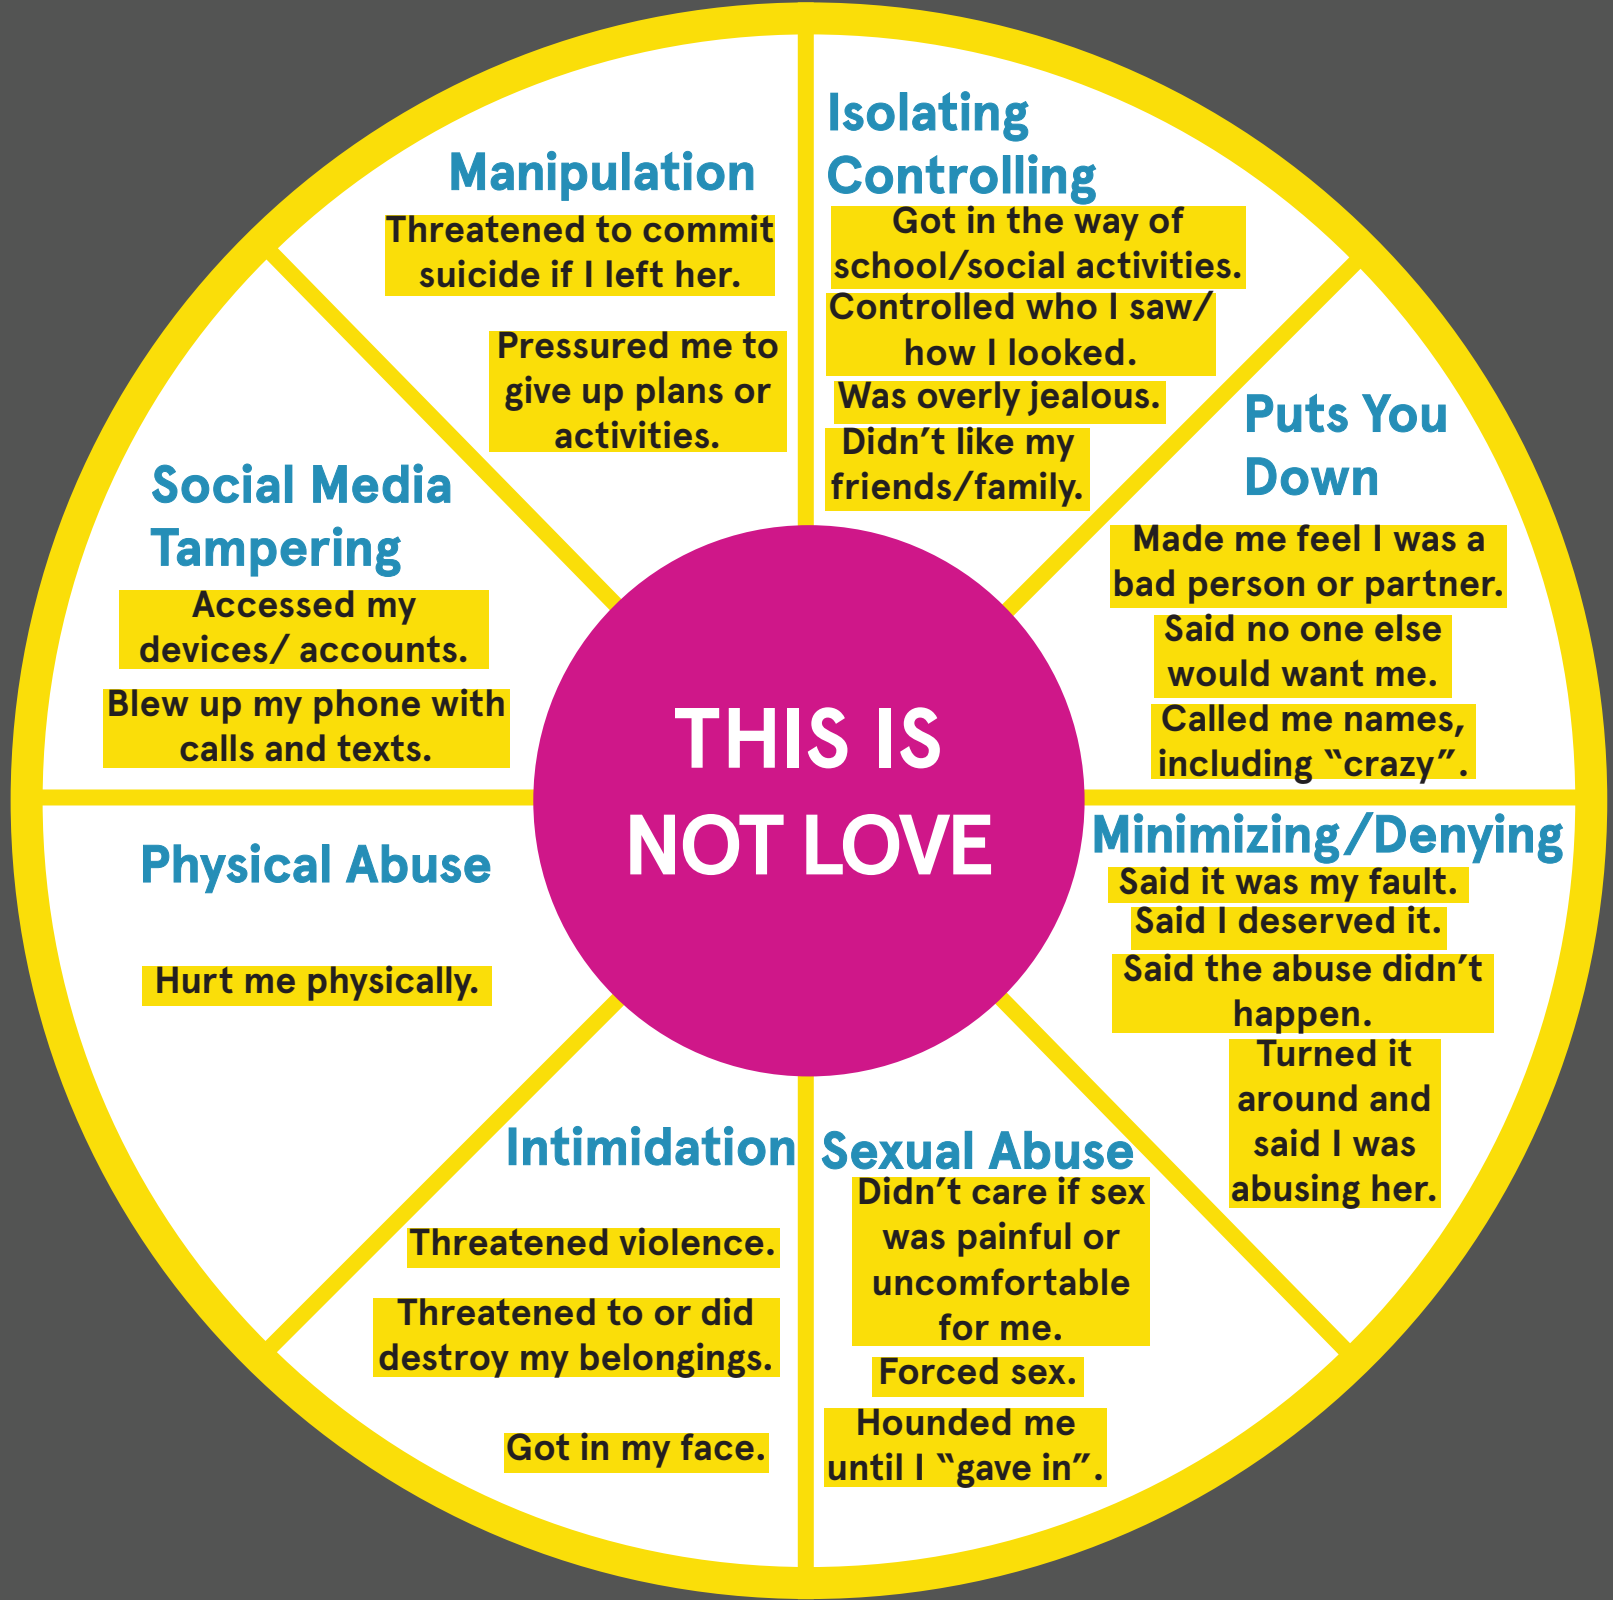 Isolating
Controlling
Got in the way of
school/social activities.
Controlled who I saw/
how I looked.
Was overly jealous.
Didn’t like my
friends/family.
Puts You
Down
Made me feel I was a
bad person or partner.
Said no one else
would want me.
Called me names,
including “crazy”.
Minimizing/Denying
Said it was my fault.
Said I deserved it.
Said the abuse didn’t
happen.
Turned it
around and
said I was
abusing her.
Sexual Abuse
Didn’t care if sex
was painful or
uncomfortable
for me.
Forced sex.
Hounded me
until I “gave in”.
Intimidation
Threatened violence.
Threatened to or did
destroy my belongings.
Got in my face.
Physical Abuse
Hurt me physically.
Social Media
Tampering
Accessed my
devices/ accounts.
Blew up my phone with
calls and texts.
Manipulation
Threatened to commit
suicide if I left her.
Pressured me to
give up plans or
activities.
THIS IS
NOT LOVE